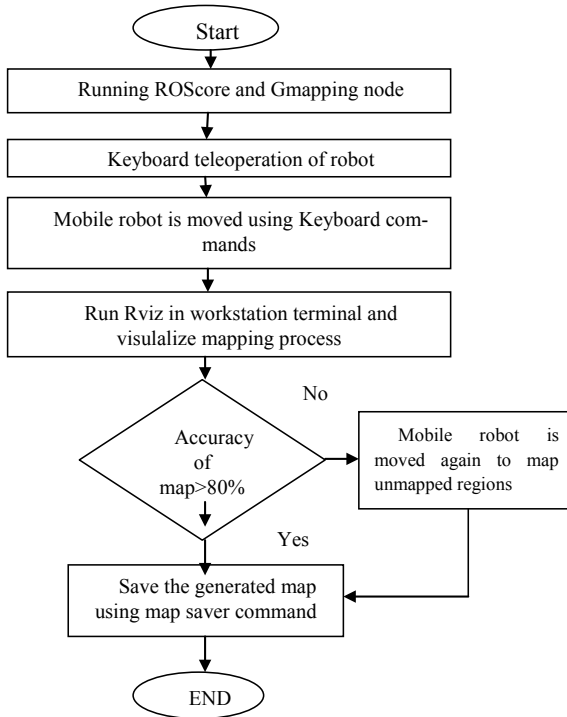 Start
Running ROScore and Gmapping node
Keyboard teleoperation of robot
Mobile robot is moved using Keyboard com-
mands
Run Rviz in workstation terminal and
visulalize mapping process
No
Accuracy
of
map>80%
Mobile robot is
moved again to map
unmapped regions
Yes
Save the generated map
using map saver command
END